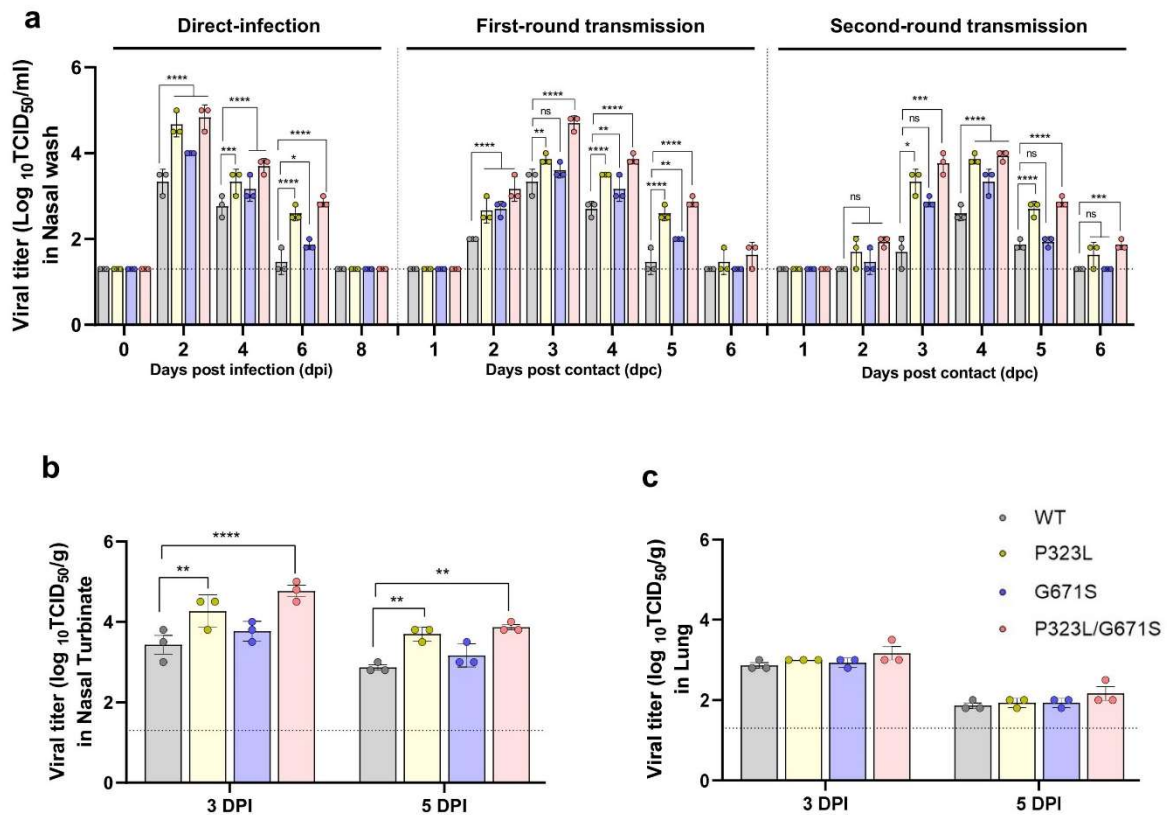 a
Direct-infection
First-round transmission
Second-round transmission
Viral titer (Log 10TCID50/ml)
in Nasal wash
6
4
2
0
**** **** **** *** * ****
**** **** ns ** **** ** **** **** ** ****
ns *** ns * **** **** ns **** *** ns
0 2 4 6 8
1 2 3 4 5 6
1 2 3 4 5 6
Days post infection (dpi)
Days post contact (dpc)
Days post contact (dpc)
b
Viral titer (log 10TCID50/g)
in Nasal Turbinate
6
4
2
0
****
**
**
**
3 DPI
5 DPI
c
Viral titer (log 10TCID50/g)
in Lung
6
4
2
0
WT
P323L
G671S
P323L/G671S
3 DPI
5 DPI